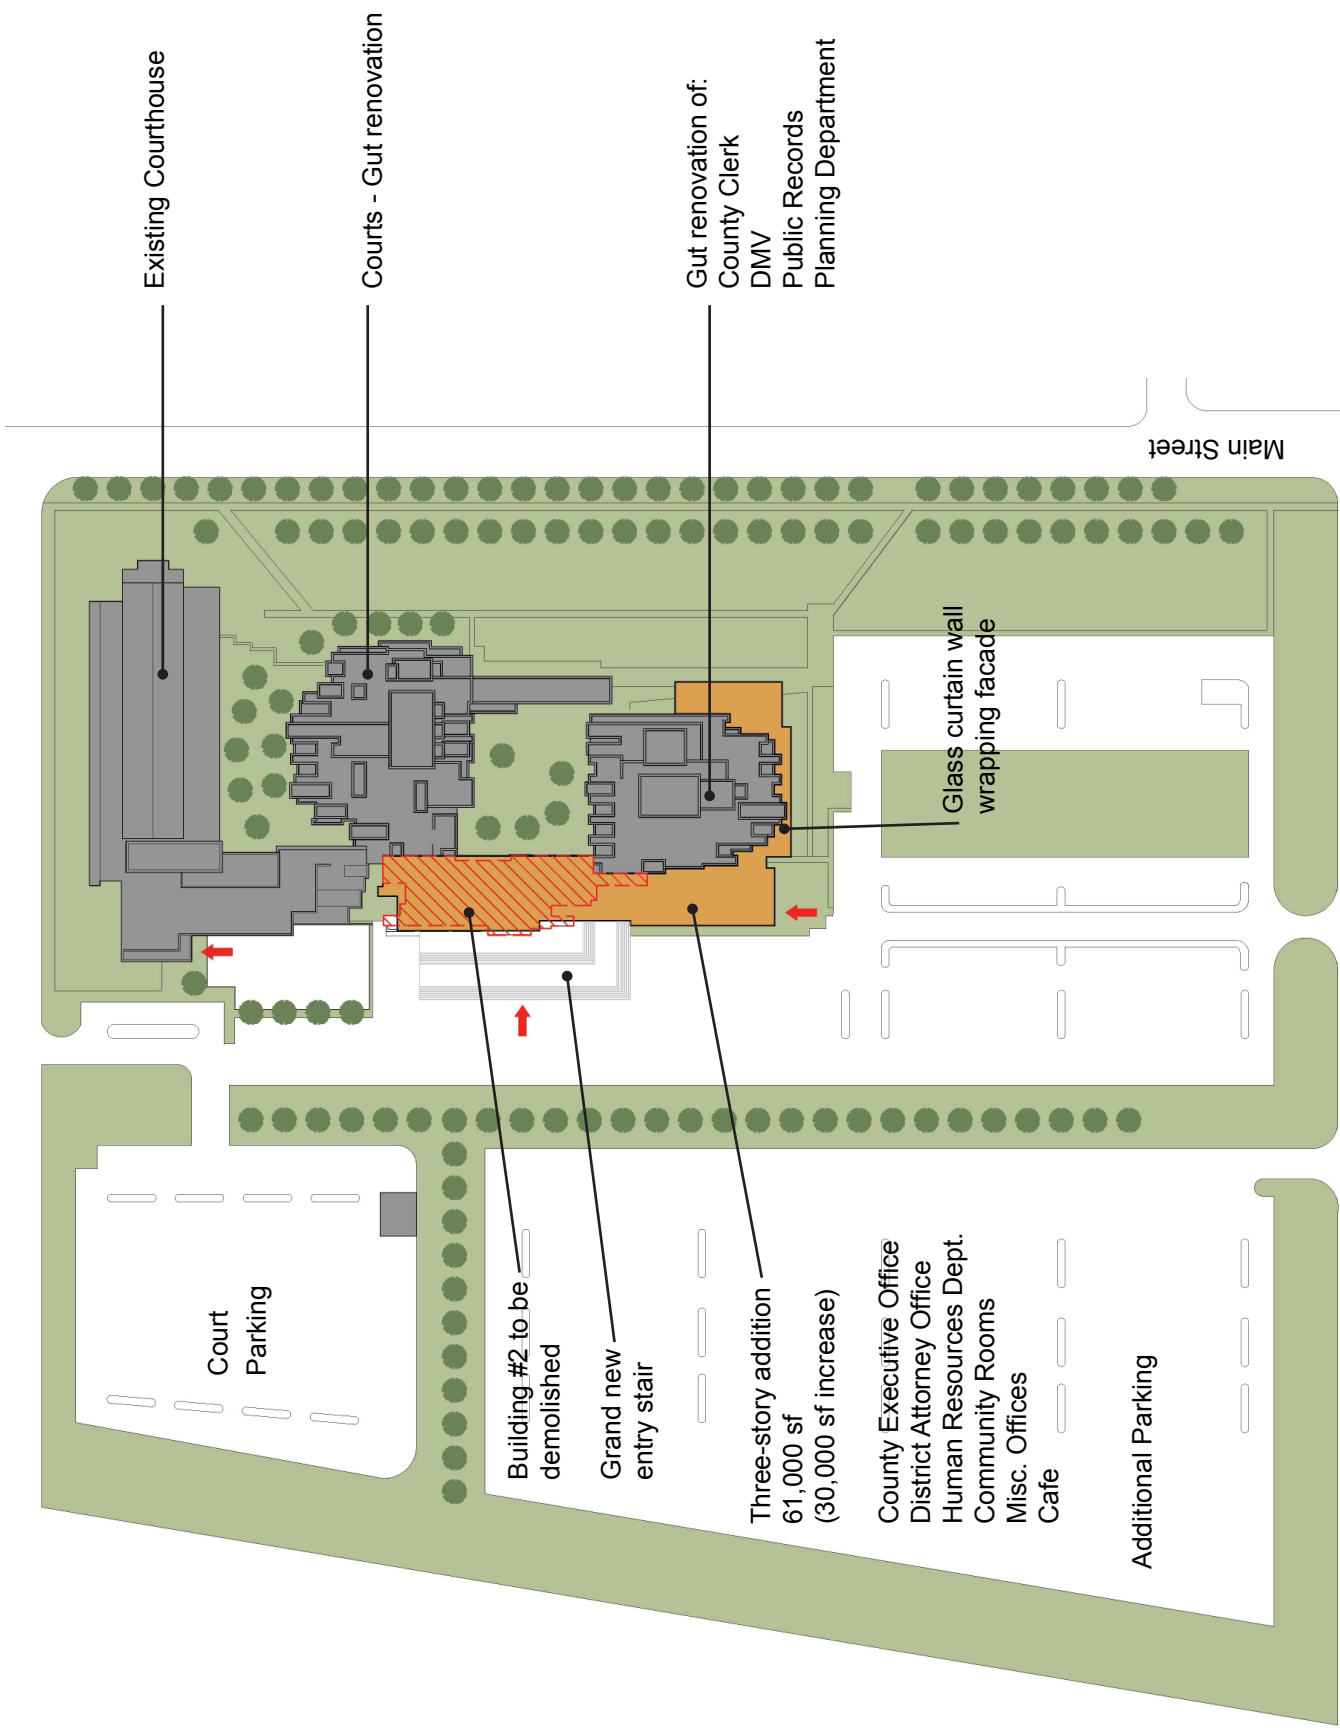 Existing Courthouse
Courts - Gut renovation
Gut renovation of:
County Clerk
DMV
Public Records
Planning Department
Main Street
Glass curtain wall
wrapping facade
Court
Parking
Building #2 to be
demolished
Grand new
entry stair
Three-story addition
61,000 sf
(30,000 sf increase)
County Executive Office
District Attorney Office
Human Resources Dept.
Community Rooms
Misc. Offices
Cafe
Additional Parking